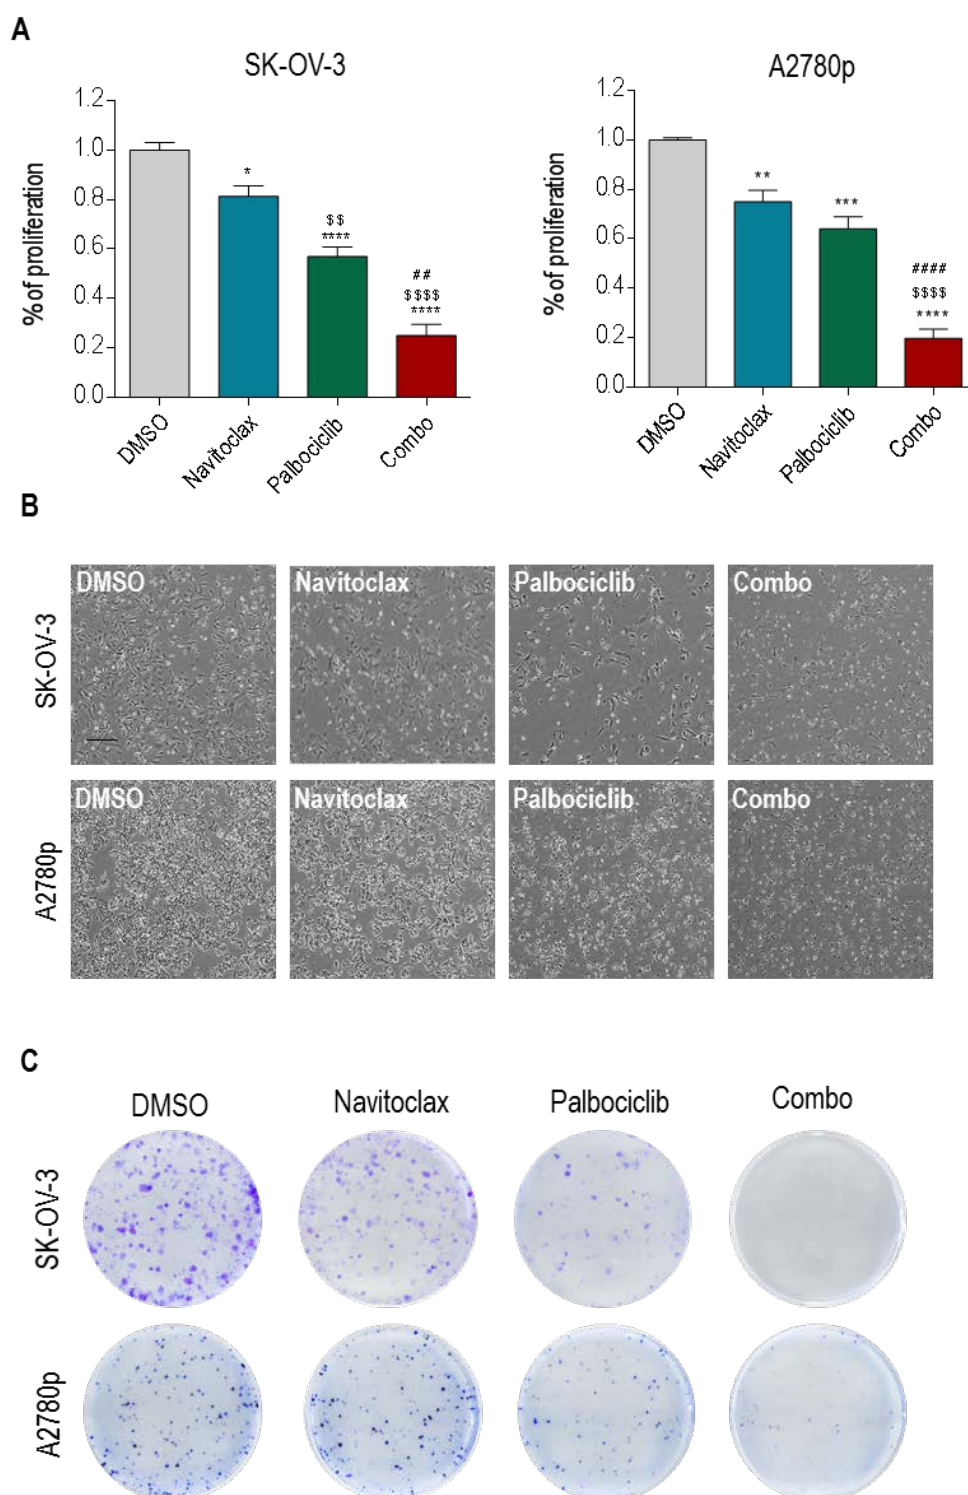 A
SK-OV-3
% of proliferation
1.2
1.0
0.8
0.6
0.4
0.2
0.0
*
$$
****
##
$$$$
****
DMSO
Navitoclax
Palbociclib
Combo
A2780p
% of proliferation
1.2
1.0
0.8
0.6
0.4
0.2
0.0
**
***
####
$$$$
****
DMSO
Navitoclax
Palbociclib
Combo
B
SK-OV-3
DMSO
Navitoclax
Palbociclib
Combo
A2780p
DMSO
Navitoclax
Palbociclib
Combo
C
DMSO
Navitoclax
Palbociclib
Combo
SK-OV-3
A2780p